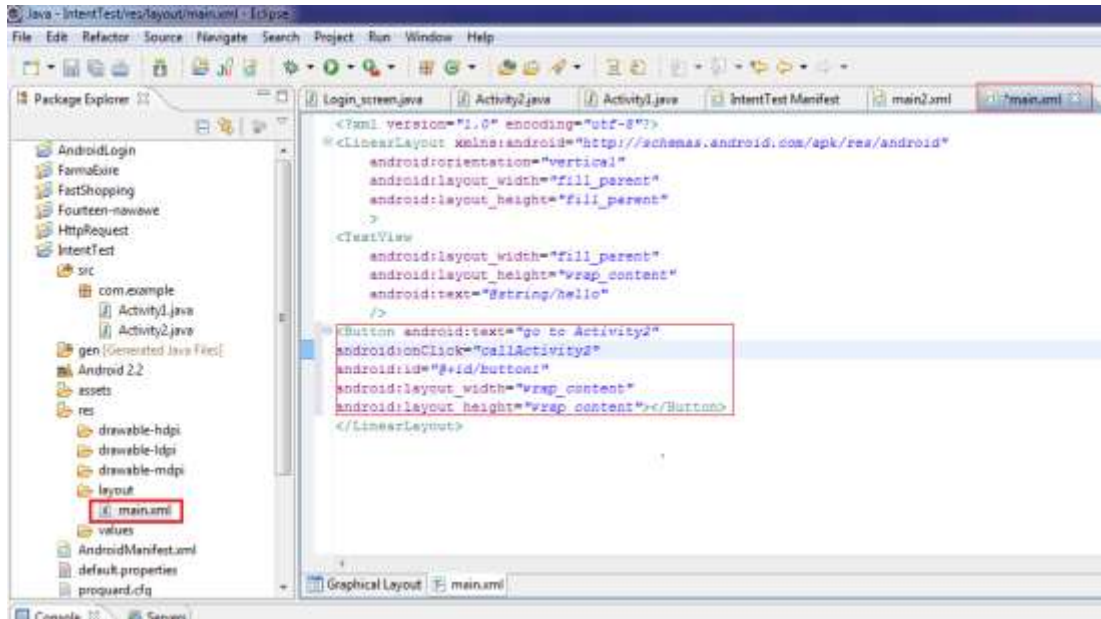 Java - IntentTest/res/layout/main.xml - Eclipse
File Edit Refactor Source Navigate Search Project Run Window Help
Package Explorer
Login_screen.java Activity2.java Activity1.java IntentTest Manifest main2.xml *main.xml
AndroidLogin
FarmaExire
FastShopping
Fourteen-nawawe
HttpRequest
IntentTest
src
com.example
Activity1.java
Activity2.java
gen [Generated Java Files]
Android 2.2
assets
res
drawable-hdpi
drawable-ldpi
drawable-mdpi
layout
main.xml
values
AndroidManifest.xml
default.properties
proguard.cfg
<?xml version="1.0" encoding="utf-8"?>
<LinearLayout xmlns:android="http://schemas.android.com/apk/res/android"
android:orientation="vertical"
android:layout_width="fill_parent"
android:layout_height="fill_parent"
>
<TextView
android:layout_width="fill_parent"
android:layout_height="wrap_content"
android:text="@string/hello"
/>
<Button android:text="go to Activity2"
android:onClick="callActivity2"
android:id="@+id/button1"
android:layout_width="wrap_content"
android:layout_height="wrap_content"></Button>
</LinearLayout>
Graphical Layout main.xml
Console Servers